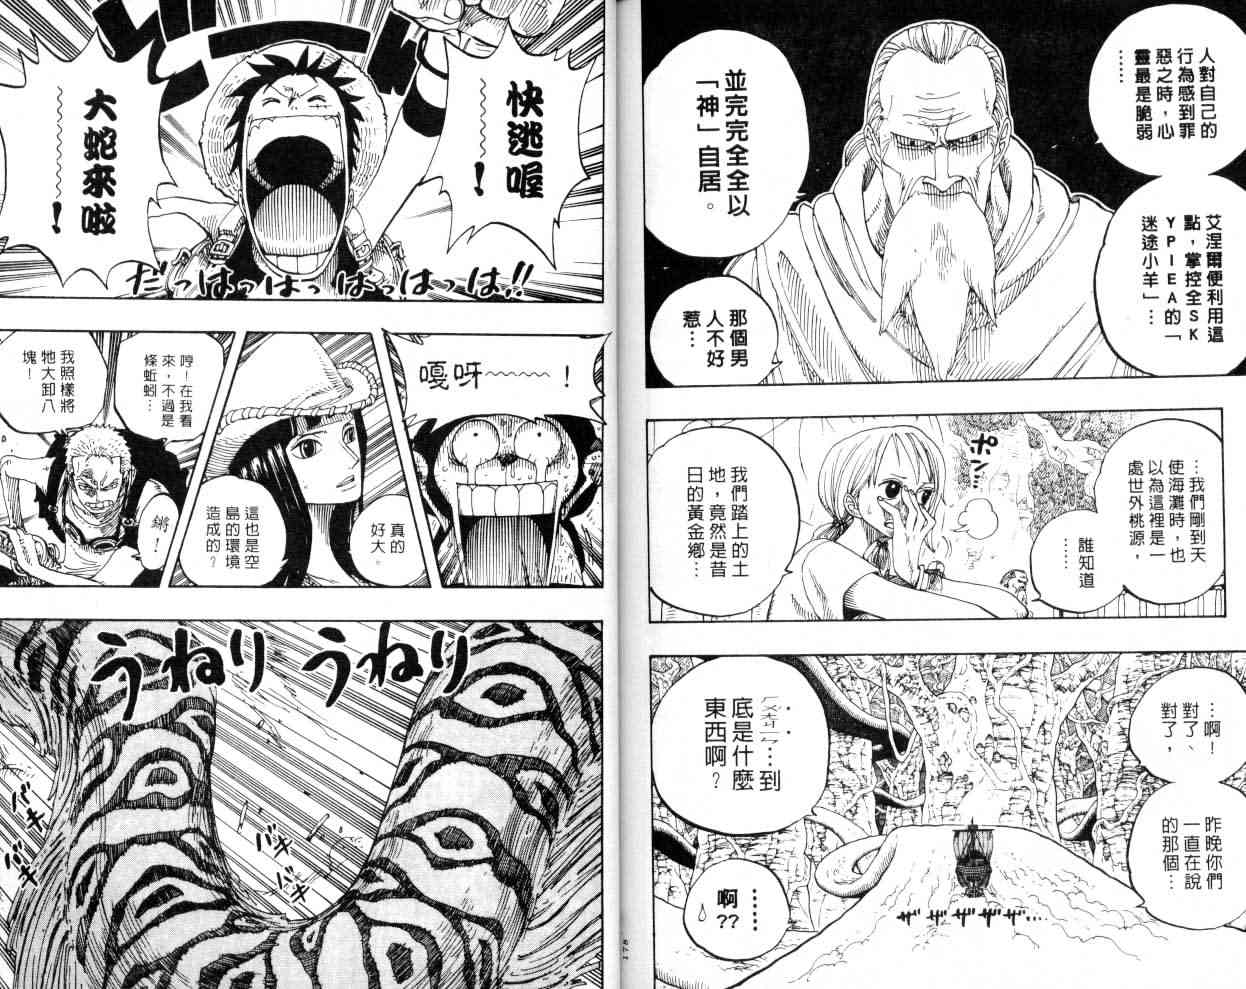 人對自己的
行為感到罪
惡之時，心
靈最是脆弱
……
艾涅爾便利用這
點，掌控全SK
YPIEA的「
迷途小羊」…
並完完全全以
「神」自居。
那個男
人不好
惹…
…我們剛到天
使海灘時，也
以為這裡是一
處世外桃源，
誰知道
……
ポン…
我們踏上的土
地，竟然是昔
日的黃金鄉…
…啊！
對了、
對了，
昨晚你們
一直在說
的那個…
…到
底是什麼
東西啊？
……
啊
??
ザザザザザ…
178
快逃喔
～～～！
大蛇來啦
～～～！
だっはっはっはっはっは!!
嘎呀～～～！
真的
好大。
這也是空
島的環境
造成的？
哼！在我看
來，不過是
條蚯蚓…
我照樣將
牠大卸八
塊！
鏘！
うねり うねり
バキ
バキ
バキ
バキ